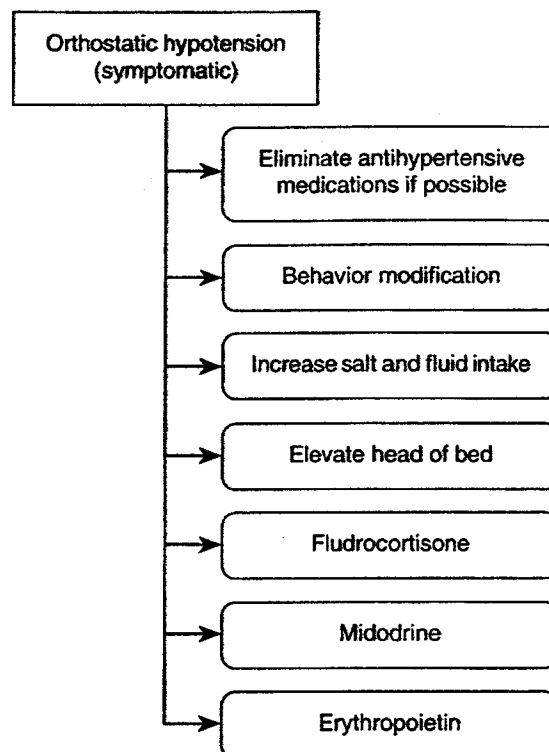 Orthostatic hypotension
(symptomatic)
Eliminate antihypertensive
medications if possible
Behavior modification
Increase salt and fluid intake
Elevate head of bed
Fludrocortisone
Midodrine
Erythropoietin